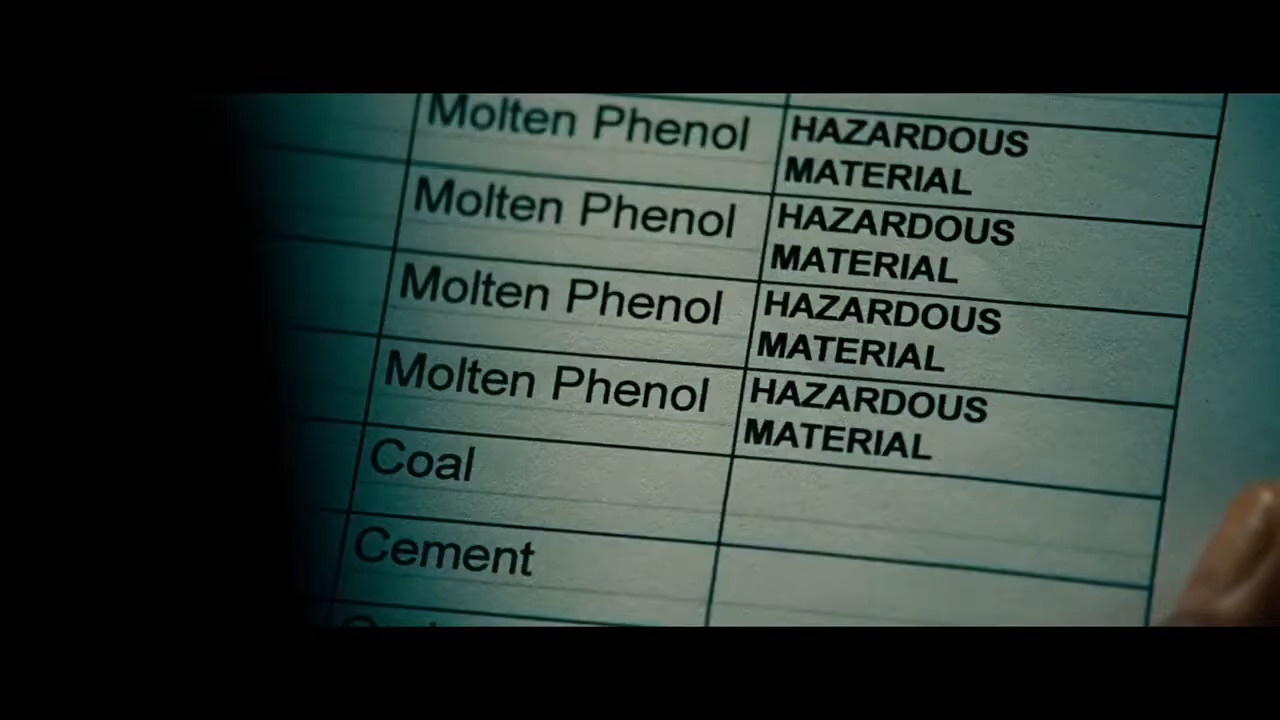 Molten Phenol
HAZARDOUS
MATERIAL
Molten Phenol
HAZARDOUS
MATERIAL
Molten Phenol
HAZARDOUS
MATERIAL
Molten Phenol
HAZARDOUS
MATERIAL
Coal
Cement